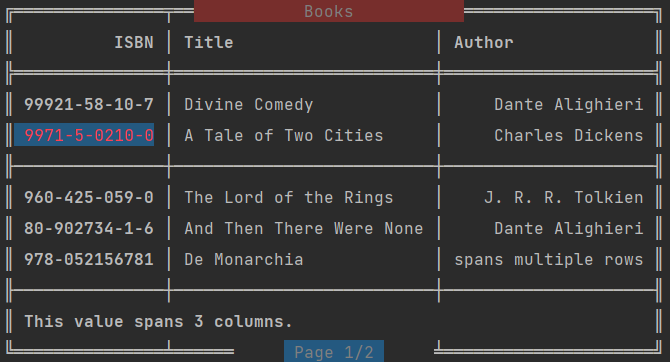 Books
ISBN Title Author
99921-58-10-7 Divine Comedy Dante Alighieri
9971-5-0210-0 A Tale of Two Cities Charles Dickens
960-425-059-0 The Lord of the Rings J. R. R. Tolkien
80-902734-1-6 And Then There Were None Dante Alighieri
978-052156781 De Monarchia spans multiple rows
This value spans 3 columns.
Page 1/2